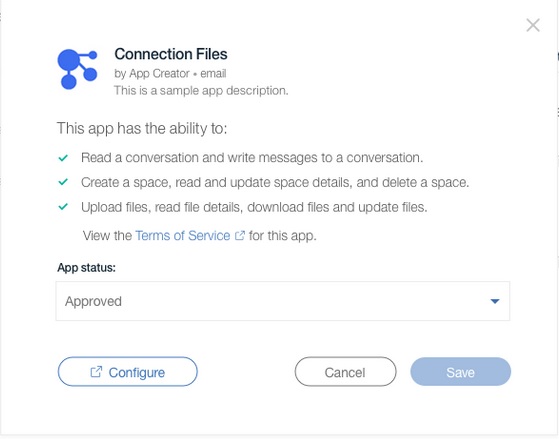 Connection Files
by App Creator • email
This is a sample app description.
This app has the ability to:
Read a conversation and write messages to a conversation.
Create a space, read and update space details, and delete a space.
Upload files, read file details, download files and update files.
View the Terms of Service for this app.
App status:
Approved
Configure
Cancel
Save